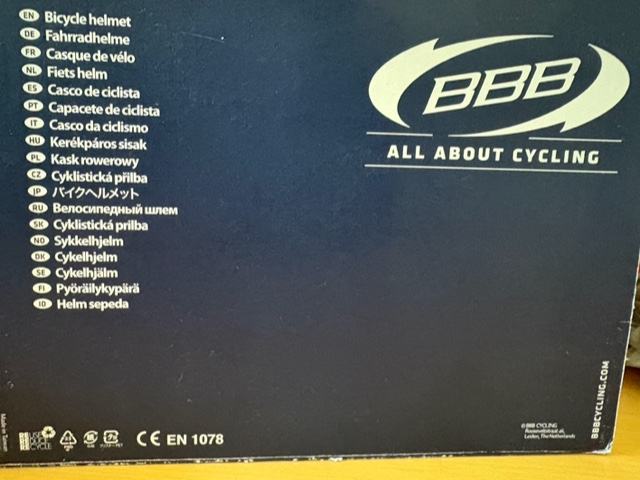 EN Bicycle helmet
DE Fahrradhelme
FR Casque de vélo
NL Fiets helm
ES Casco de ciclista
PT Capacete de ciclista
IT Casco da ciclismo
HU Kerékpáros sisak
PL Kask rowerowy
CZ Cyklistická přilba
JP バイクヘルメット
RU Велосипедный шлем
SK Cyklistická prilba
NO Sykkelhjelm
DK Cykelhjelm
SE Cykelhjälm
FI Pyöräilykypärä
ID Helm sepeda
BBB
ALL ABOUT CYCLING
CE EN 1078
© BBB CYCLING
Leiden, The Netherlands
BBBCYCLING.COM
Made in Taiwan